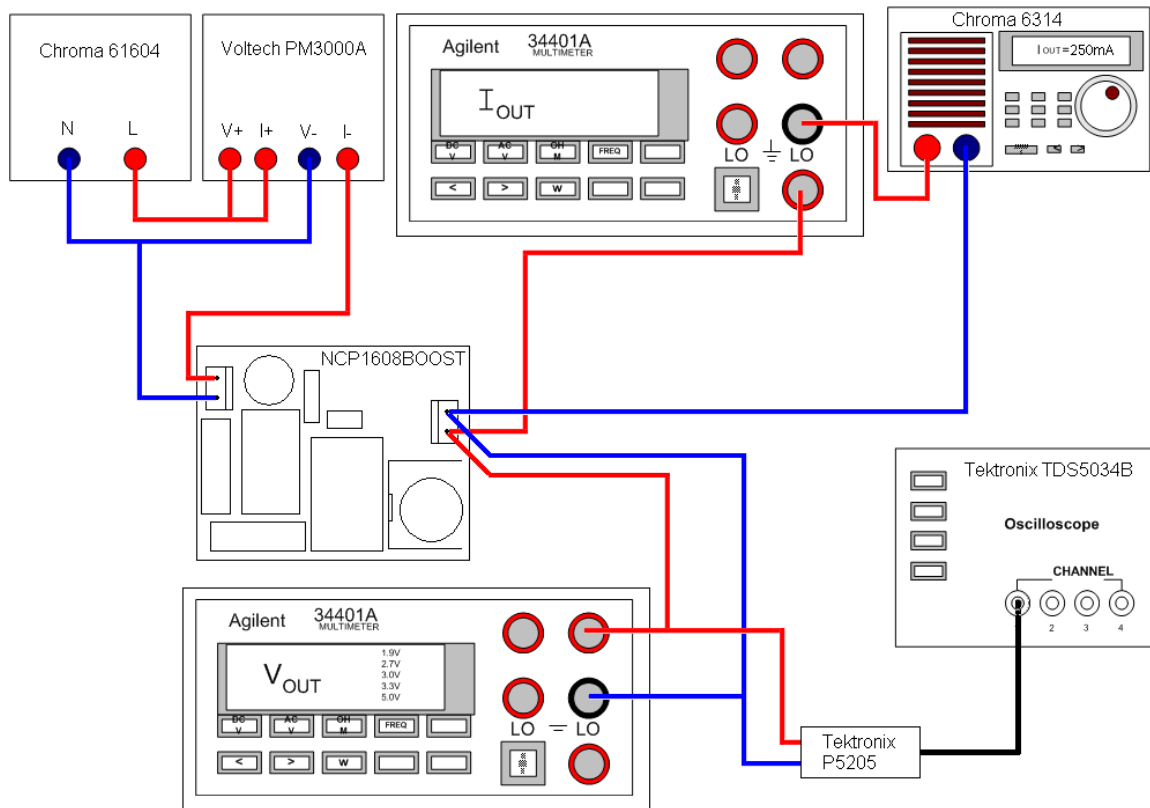 Chroma 61604
N L
Voltech PM3000A
V+ I+ V- I-
Agilent 34401A
MULTIMETER
IOUT
DC V
AC V
OH M
FREQ
< > W
LO LO
Chroma 6314
IOUT=250mA
NCP1608BOOST
Tektronix TDS5034B
Oscilloscope
CHANNEL
2 3 4
Agilent 34401A
MULTIMETER
VOUT
1.9V
2.7V
3.0V
3.3V
5.0V
DC V
AC V
OH M
FREQ
< > W
LO LO
Tektronix
P5205